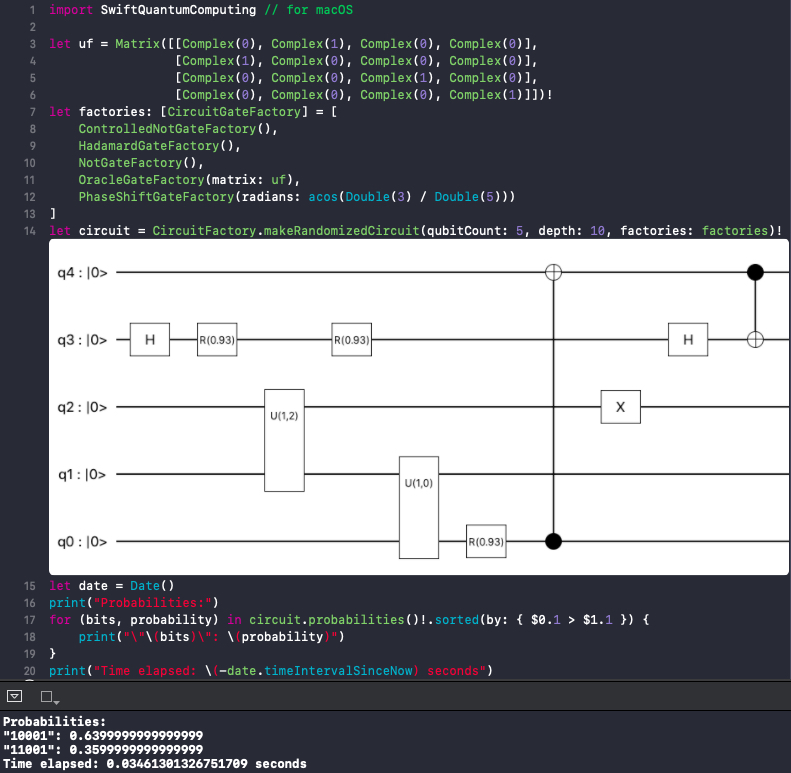 1 import SwiftQuantumComputing // for macOS
2
3 let uf = Matrix([[Complex(0), Complex(1), Complex(0), Complex(0)],
4 [Complex(1), Complex(0), Complex(0), Complex(0)],
5 [Complex(0), Complex(0), Complex(1), Complex(0)],
6 [Complex(0), Complex(0), Complex(0), Complex(1)]])!
7 let factories: [CircuitGateFactory] = [
8 ControlledNotGateFactory(),
9 HadamardGateFactory(),
10 NotGateFactory(),
11 OracleGateFactory(matrix: uf),
12 PhaseShiftGateFactory(radians: acos(Double(3) / Double(5)))
13 ]
14 let circuit = CircuitFactory.makeRandomizedCircuit(qubitCount: 5, depth: 10, factories: factories)!
q4 : |0>
q3 : |0> H R(0.93) R(0.93) H
q2 : |0> U(1,2) X
q1 : |0> U(1,0)
q0 : |0> R(0.93)
15 let date = Date()
16 print("Probabilities:")
17 for (bits, probability) in circuit.probabilities()!.sorted(by: { $0.1 > $1.1 }) {
18 print("\"\(bits)\": \(probability)")
19 }
20 print("Time elapsed: \(-date.timeIntervalSinceNow) seconds")
Probabilities:
"10001": 0.6399999999999999
"11001": 0.3599999999999999
Time elapsed: 0.03461301326751709 seconds